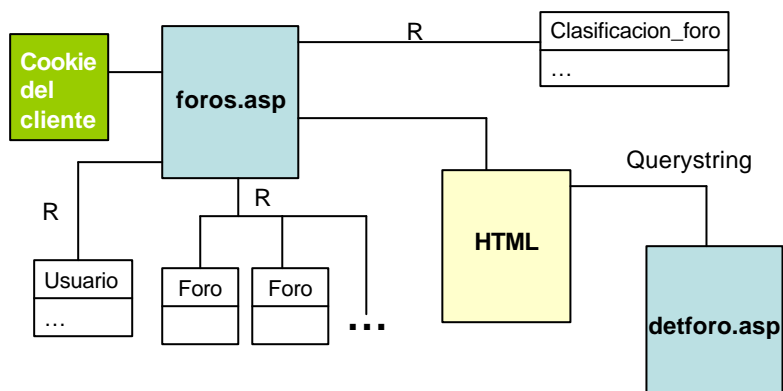 R
Clasificacion_foro
…
Cookie
del
cliente
foros.asp
Querystring
R
R
HTML
Usuario
…
Foro
Foro
…
detforo.asp